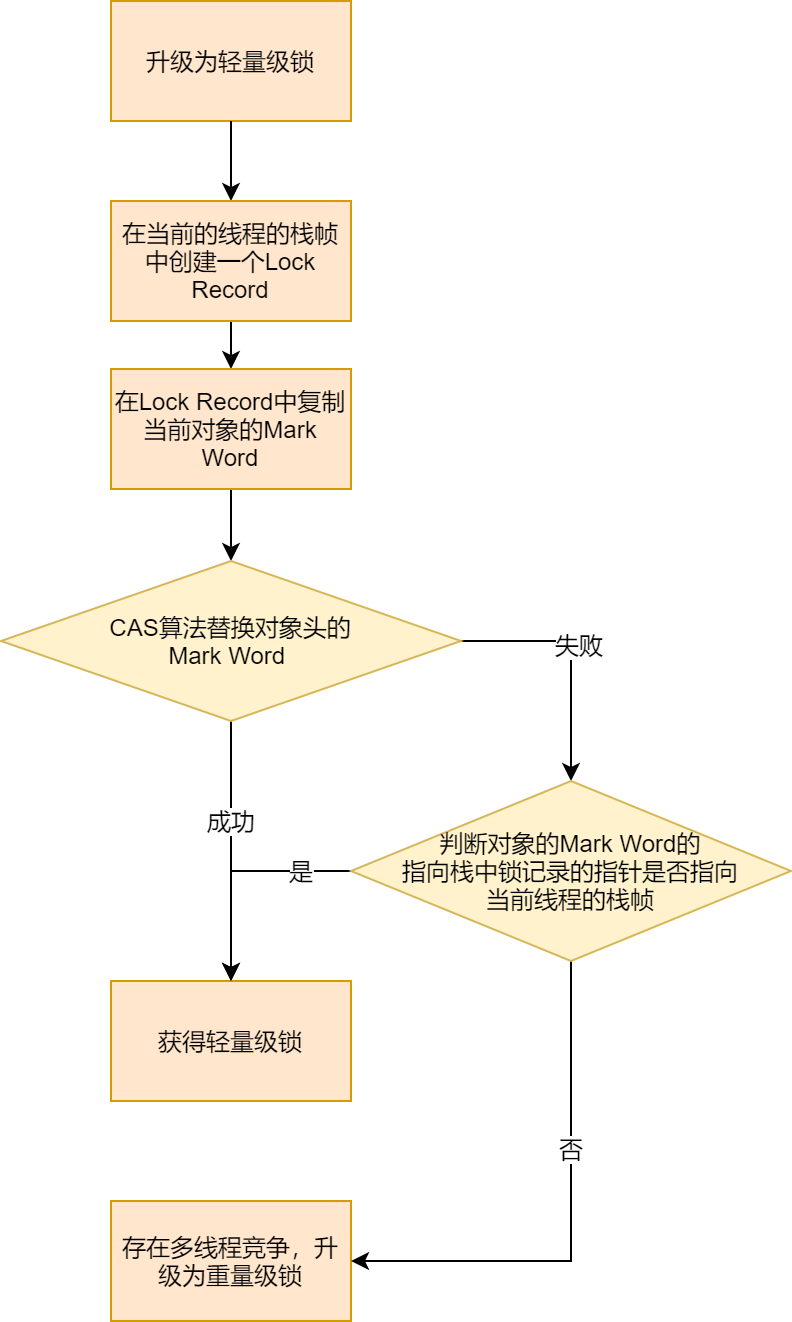 升级为轻量级锁
在当前的线程的栈帧
中创建一个Lock
Record
在Lock Record中复制
当前对象的Mark
Word
CAS算法替换对象头的
Mark Word
失败
成功
判断对象的Mark Word的
指向栈中锁记录的指针是否指向
当前线程的栈帧
是
获得轻量级锁
否
存在多线程竞争，升
级为重量级锁